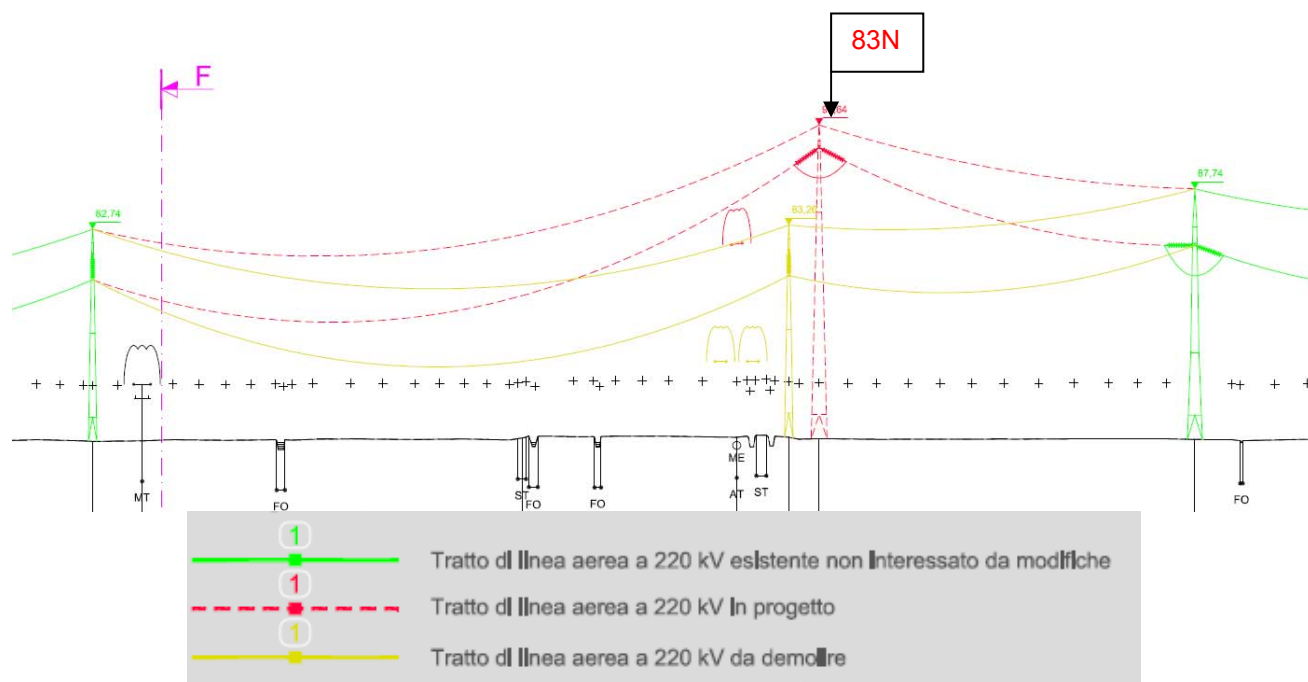 83N
F
82,74
83,26
87,74
MT
FO
ST
FO
FO
ME
AT
ST
FO
1
Tratto di linea aerea a 220 kV esistente non interessato da modifiche
1
Tratto di linea aerea a 220 kV in progetto
1
Tratto di linea aerea a 220 kV da demolire